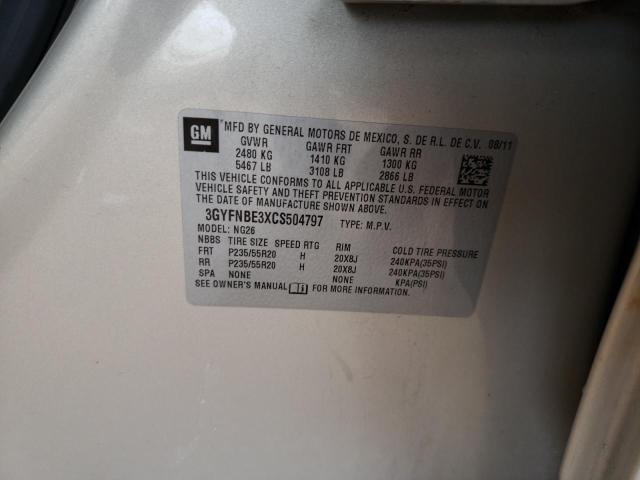 GM
MFD BY GENERAL MOTORS DE MEXICO, S. DE R.L. DE C.V. 08/11
GVWR GAWR FRT GAWR RR
2480 KG 1410 KG 1300 KG
5467 LB 3108 LB 2866 LB
THIS VEHICLE CONFORMS TO ALL APPLICABLE U.S. FEDERAL MOTOR
VEHICLE SAFETY AND THEFT PREVENTION STANDARDS IN EFFECT ON
THE DATE OF MANUFACTURE SHOWN ABOVE.
3GYFNBE3XCS504797 TYPE: M.P.V.
MODEL: NG26
NBBS TIRE SIZE SPEED RTG RIM COLD TIRE PRESSURE
FRT P235/55R20 H 20X8J 240KPA(35PSI)
RR P235/55R20 H 20X8J 240KPA(35PSI)
SPA NONE NONE KPA(PSI)
SEE OWNER'S MANUAL FOR MORE INFORMATION.